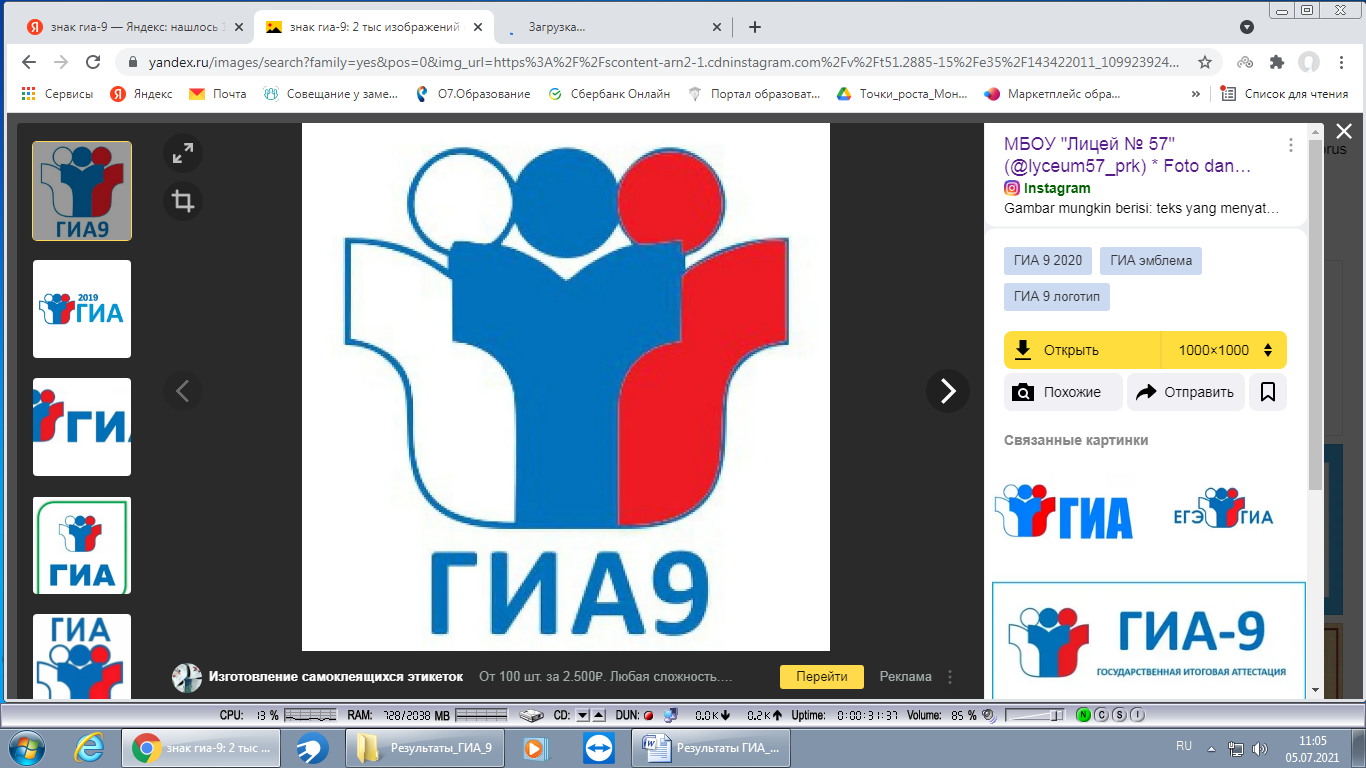 знак гиа-9 — Яндекс: нашлось
знак гиа-9: 2 тыс изображений
Загрузка...
yandex.ru/images/search?family=yes&pos=0&img_url=https%3A%2F%2Fscontent-arn2-1.cdninstagram.com%2Fv%2Ft51.2885-15%2Fe35%2F143422011_109923924...
Сервисы
Яндекс
Почта
Совещание у заме...
О7.Образование
Сбербанк Онлайн
Портал образоват...
Точки_роста_Мон...
Маркетплейс обра...
»
Список для чтения
ГИА9
2019
ГИА
ГИА
ГИА
ГИА
ГИА9
Изготовление самоклеящихся этикеток
От 100 шт. за 2.500₽. Любая сложность....
Перейти
Реклама
МБОУ "Лицей № 57"
(@lyceum57_prk) * Foto dan...
Instagram
Gambar mungkin berisi: teks yang menyat...
ГИА 9 2020
ГИА эмблема
ГИА 9 логотип
Открыть
1000×1000
Похожие
Отправить
Связанные картинки
ГИА
ЕГЭ ГИА
ГИА-9
ГОСУДАРСТВЕННАЯ ИТОГОВАЯ АТТЕСТАЦИЯ
CPU: 13 %
RAM: 728/2038 MB
CD:
DUN:
0.0K
0.2K
Uptime: 0:00:31:37
Volume: 85 %
N C S I
знак гиа-9: 2 тыс ...
Результаты_ГИА_9
Результаты ГИА_...
RU
11:05
05.07.2021